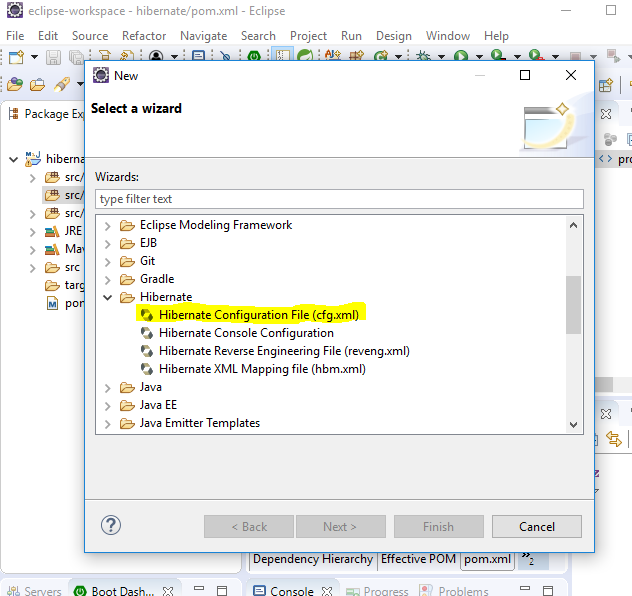 eclipse-workspace - hibernate/pom.xml - Eclipse
File Edit Source Refactor Navigate Search Project Run Design Window Help
New
Select a wizard
Package Ex
hiberna
src/
src/
src/
JRE
Mav
src
targ
pom
Wizards:
type filter text
Eclipse Modeling Framework
EJB
Git
Gradle
Hibernate
Hibernate Configuration File (cfg.xml)
Hibernate Console Configuration
Hibernate Reverse Engineering File (reveng.xml)
Hibernate XML Mapping file (hbm.xml)
Java
Java EE
Java Emitter Templates
< Back Next > Finish Cancel
Dependency Hierarchy Effective POM pom.xml »2
Servers Boot Dash... Console Progress Problems